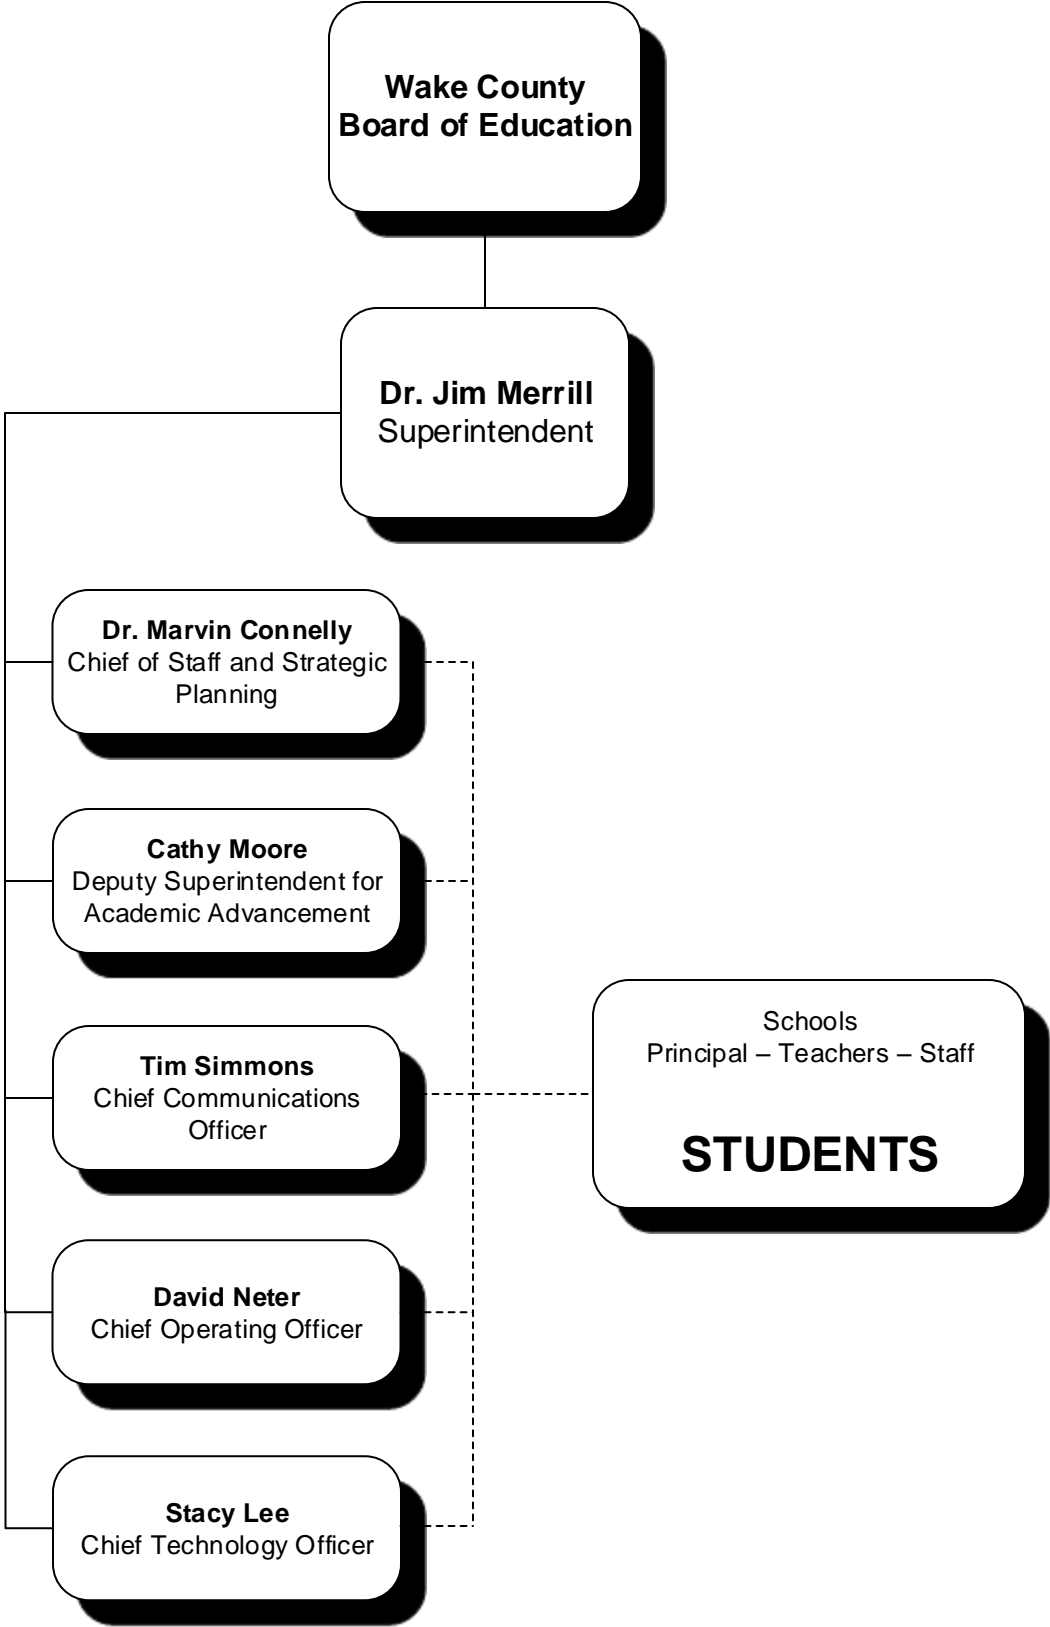 Wake County
Board of Education
Dr. Jim Merrill
Superintendent
Dr. Marvin Connelly
Chief of Staff and Strategic
Planning
Cathy Moore
Deputy Superintendent for
Academic Advancement
Tim Simmons
Chief Communications
Officer
David Neter
Chief Operating Officer
Stacy Lee
Chief Technology Officer
Schools
Principal – Teachers – Staff
STUDENTS